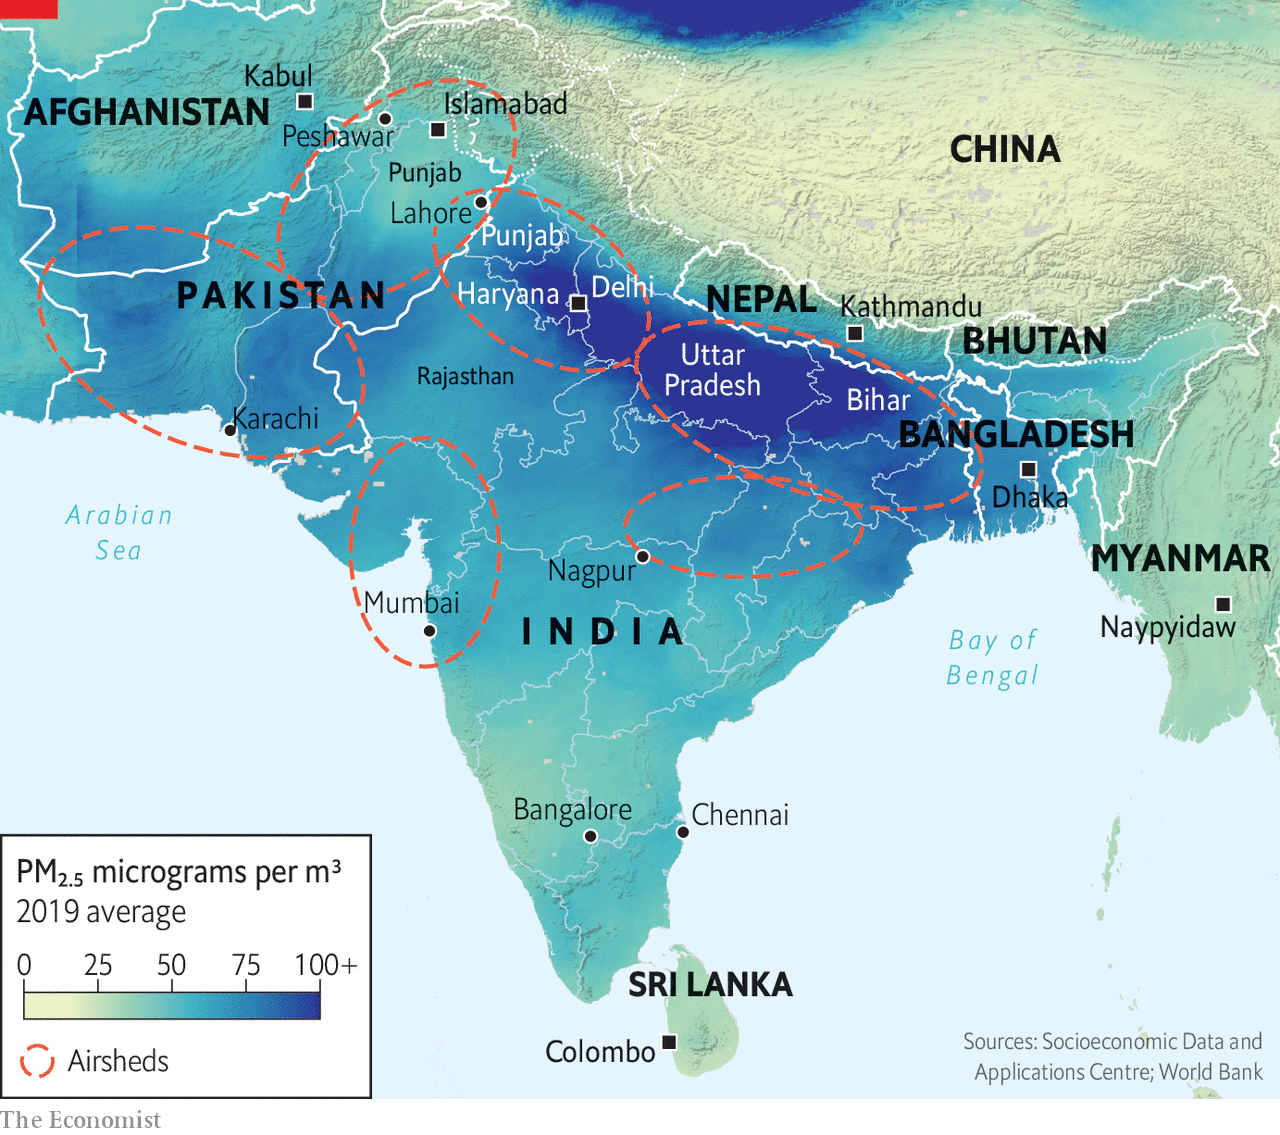 Kabul
AFGHANISTAN
Peshawar
Islamabad
CHINA
Punjab
Lahore
Punjab
PAKISTAN
Haryana
Delhi
NEPAL
Kathmandu
BHUTAN
Uttar
Pradesh
Rajasthan
Bihar
Karachi
BANGLADESH
Dhaka
Arabian
Sea
Nagpur
MYANMAR
Mumbai
INDIA
Naypyidaw
Bay of
Bengal
Bangalore
Chennai
PM2.5 micrograms per m³
2019 average
0 25 50 75 100+
Airsheds
SRI LANKA
Colombo
Sources: Socioeconomic Data and
Applications Centre; World Bank
The Economist